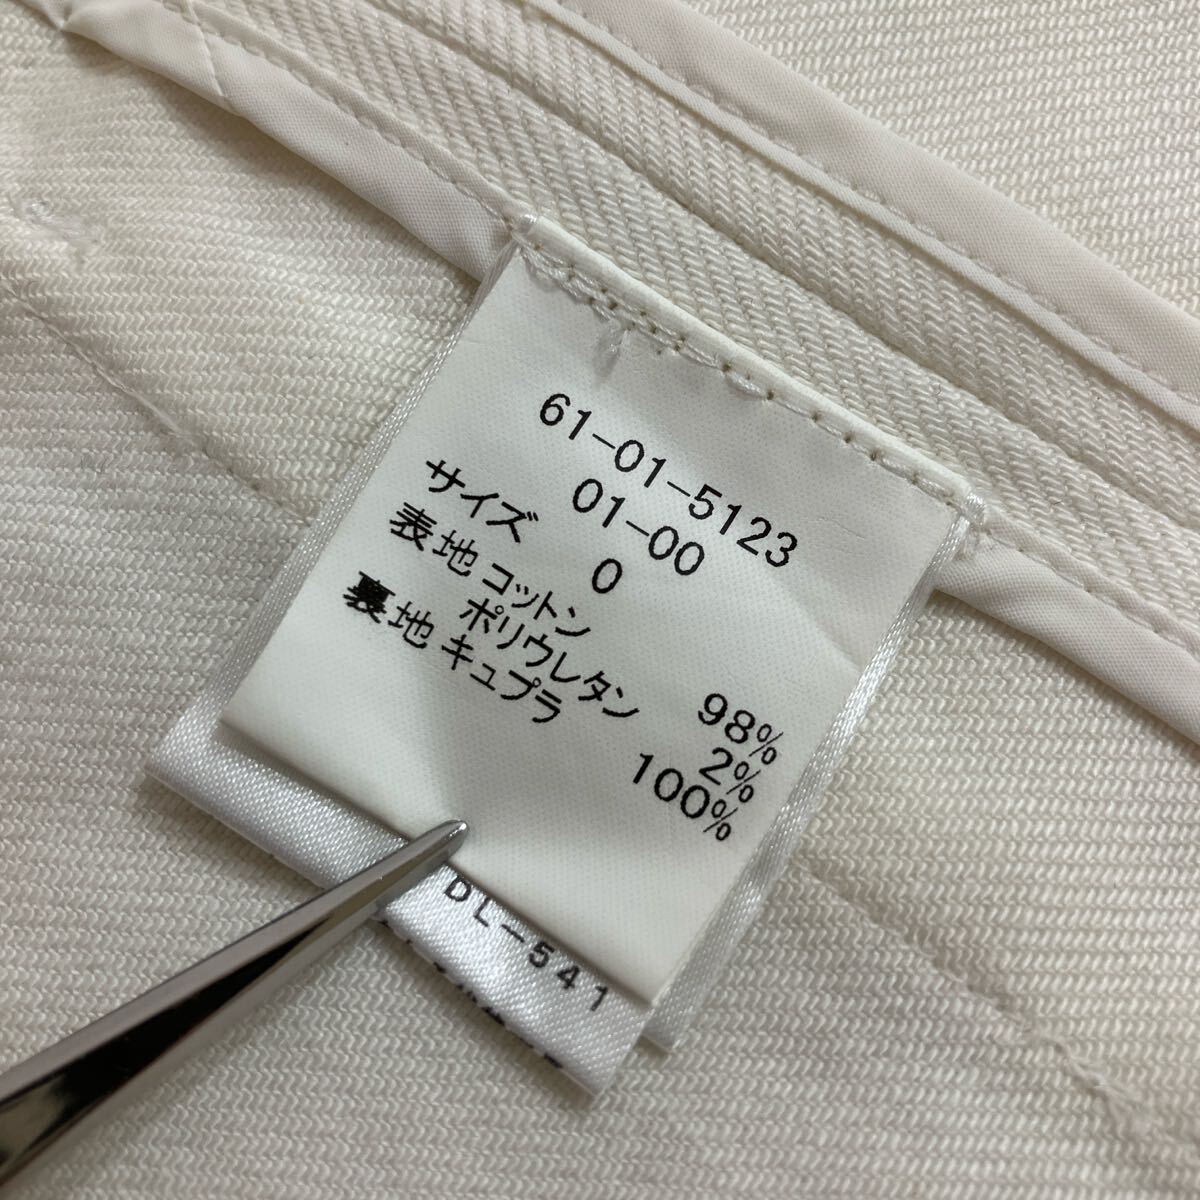 61-01-5123
01-00
サイズ 0
表地 コットン 98%
ポリウレタン 2%
裏地 キュプラ 100%
DL-541